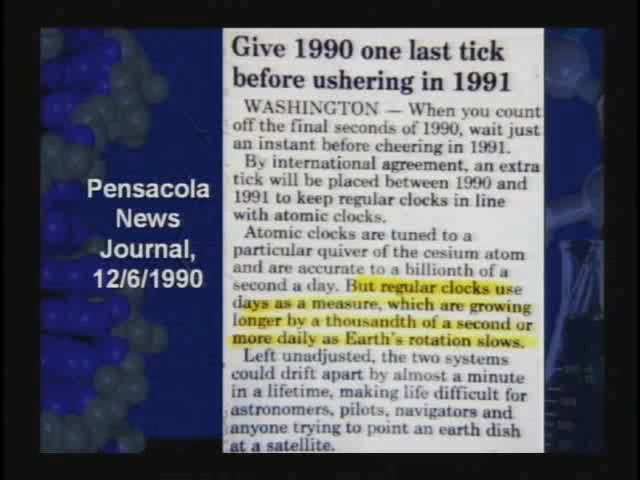 Give 1990 one last tick
before ushering in 1991
WASHINGTON — When you count
off the final seconds of 1990, wait just
an instant before cheering in 1991.
By international agreement, an extra
tick will be placed between 1990 and
1991 to keep regular clocks in line
with atomic clocks.
Atomic clocks are tuned to a
particular quiver of the cesium atom
and are accurate to a billionth of a
second a day. But regular clocks use
days as a measure, which are growing
longer by a thousandth of a second or
more daily as Earth's rotation slows.
Left unadjusted, the two systems
could drift apart by almost a minute
in a lifetime, making life difficult for
astronomers, pilots, navigators and
anyone trying to point an earth dish
at a satellite.
Pensacola
News
Journal,
12/6/1990